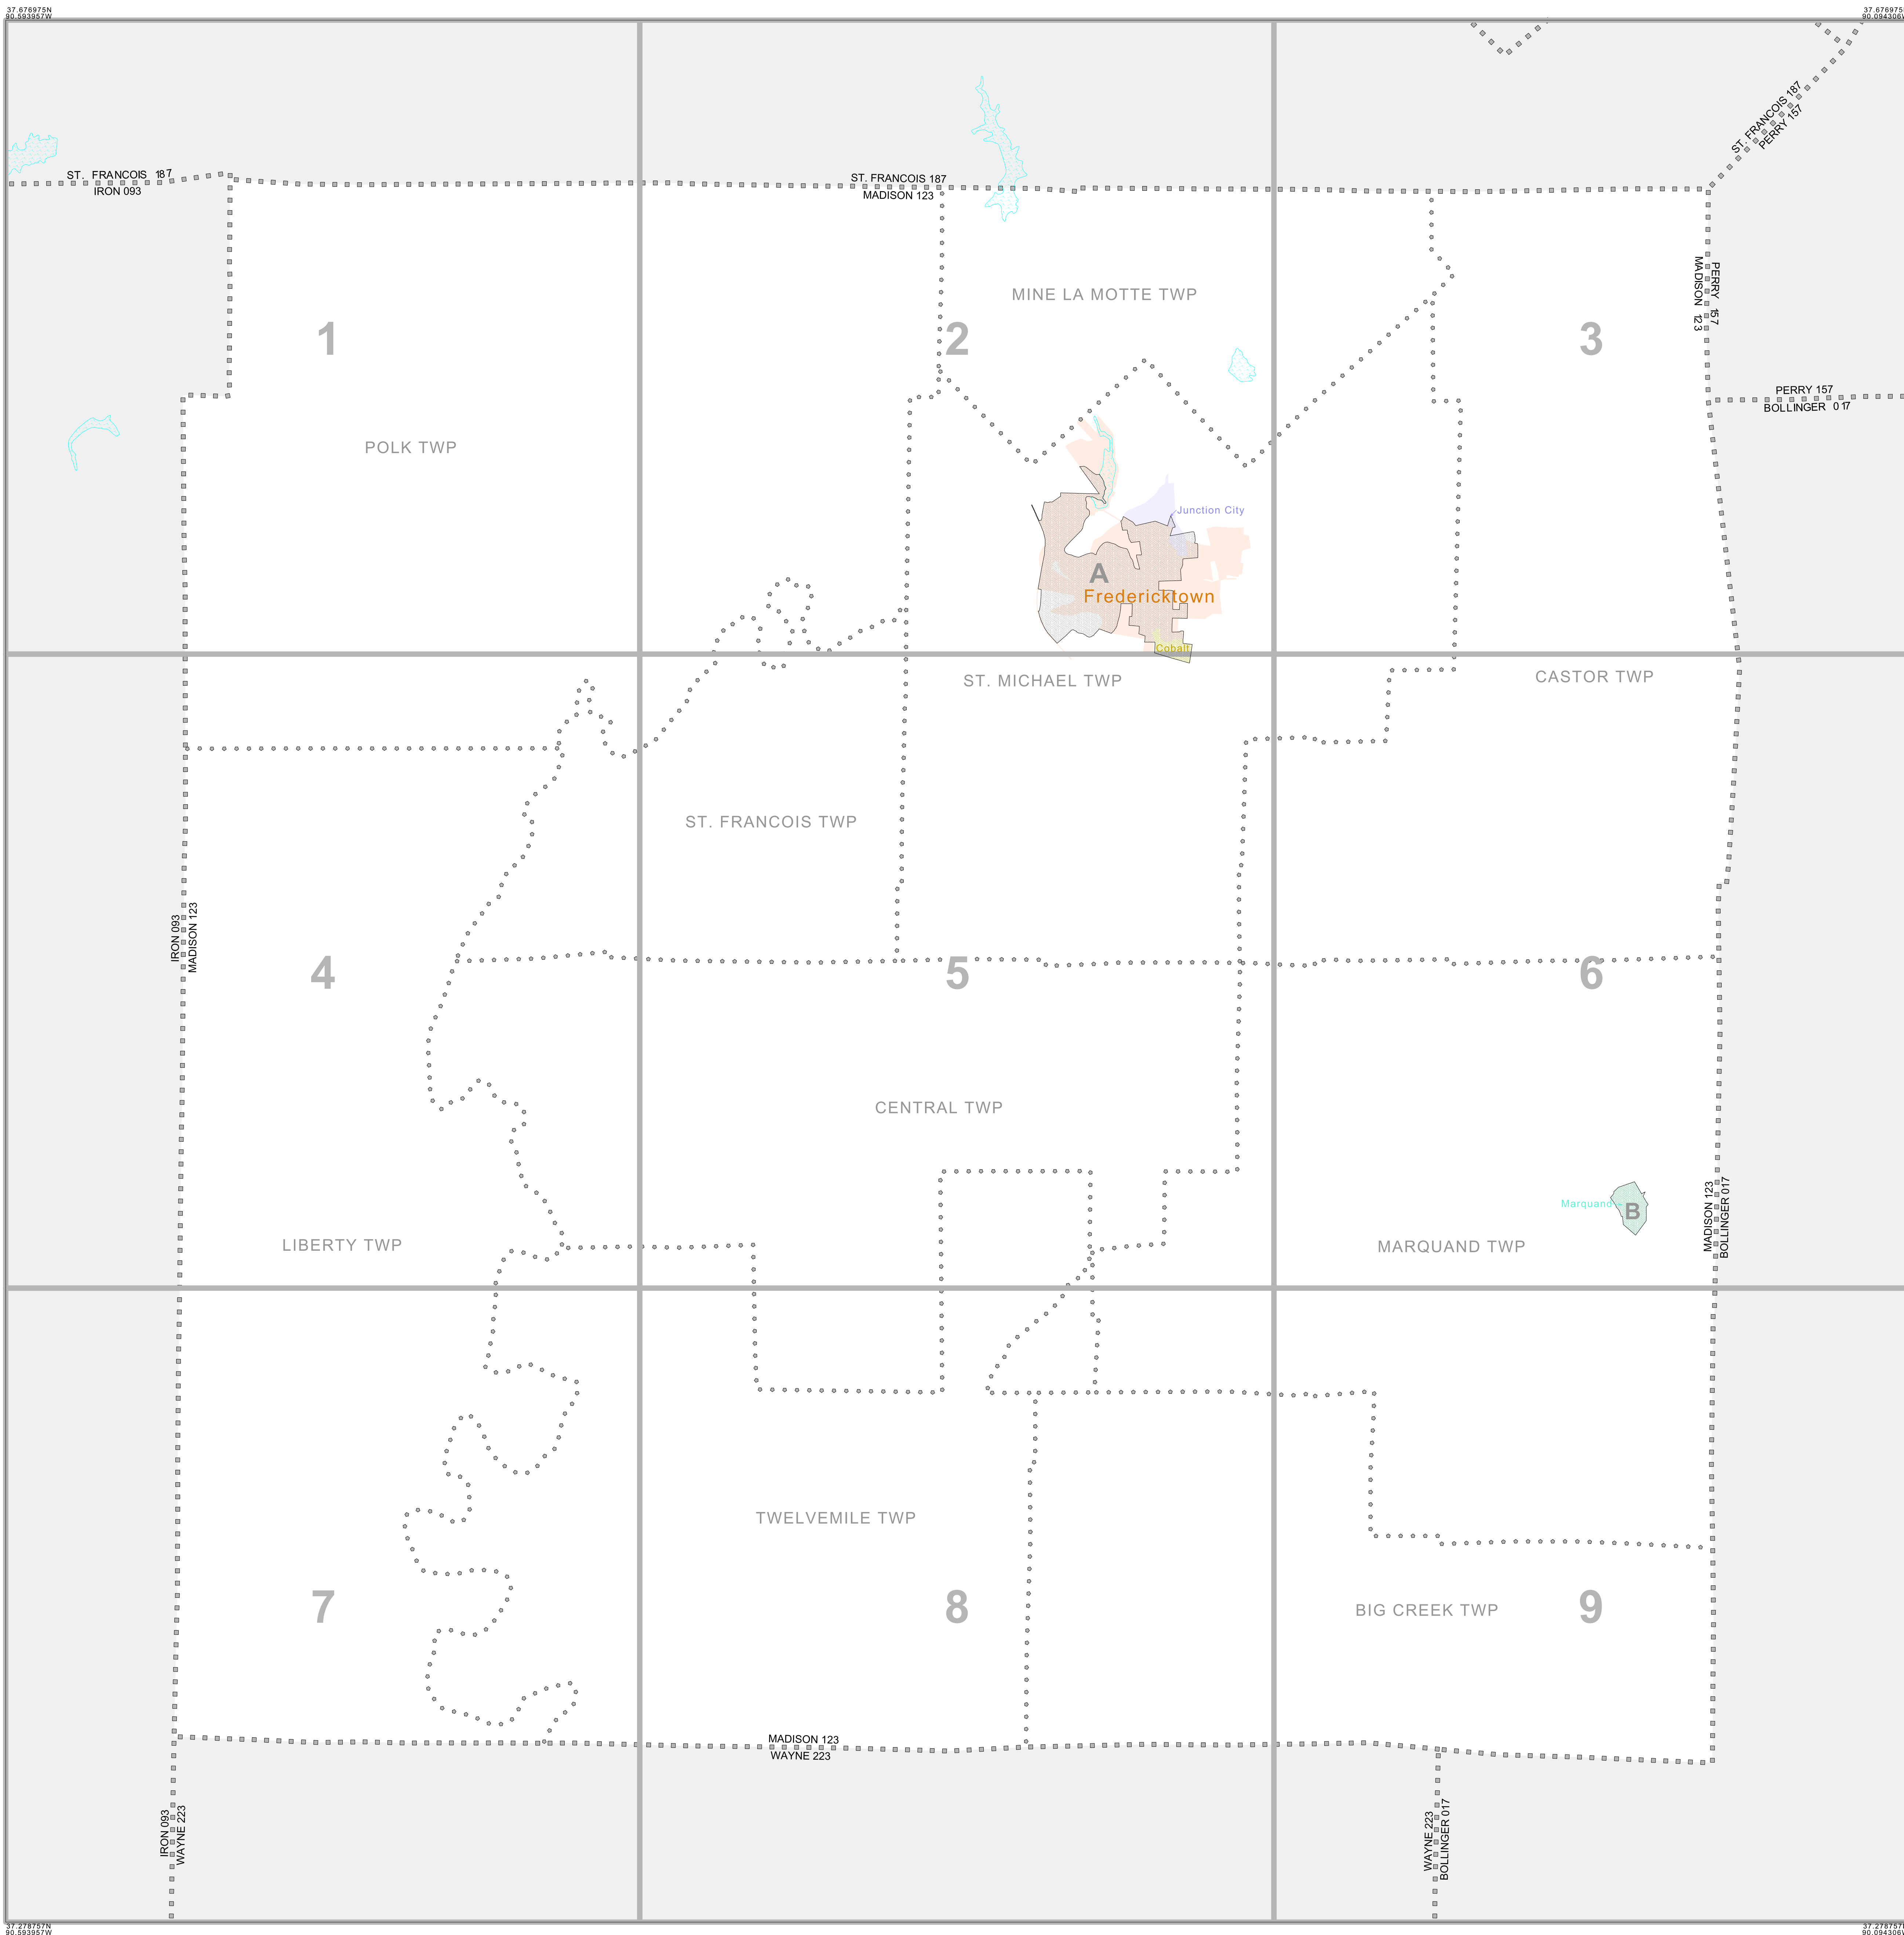 37.676975N
90.593957W
37.676975
90.094306W
ST. FRANCOIS 187
PERRY 157
ST. FRANCOIS 187
IRON 093
ST. FRANCOIS 187
MADISON 123
PERRY 157
MADISON 123
MINE LA MOTTE TWP
1
2
3
PERRY 157
BOLLINGER 017
POLK TWP
Junction City
A
Fredericktown
Cobalt
ST. MICHAEL TWP
CASTOR TWP
ST. FRANCOIS TWP
IRON 093
MADISON 123
4
5
6
CENTRAL TWP
MADISON 123
BOLLINGER 017
Marquand
B
LIBERTY TWP
MARQUAND TWP
TWELVEMILE TWP
7
8
9
BIG CREEK TWP
MADISON 123
WAYNE 223
IRON 093
WAYNE 223
WAYNE 223
BOLLINGER 017
37.278757N
90.593957W
37.278757N
90.094306W